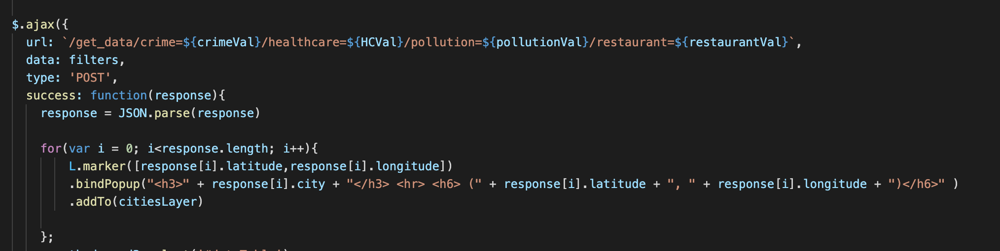 $.ajax({
url: `/get_data/crime=${crimeVal}/healthcare=${HCVal}/pollution=${pollutionVal}/restaurant=${restaurantVal}`,
data: filters,
type: 'POST',
success: function(response){
response = JSON.parse(response)
for(var i = 0; i<response.length; i++){
L.marker([response[i].latitude,response[i].longitude])
.bindPopup("<h3>" + response[i].city + "</h3> <hr> <h6> (" + response[i].latitude + ", " + response[i].longitude + ")</h6>" )
.addTo(citiesLayer)
};